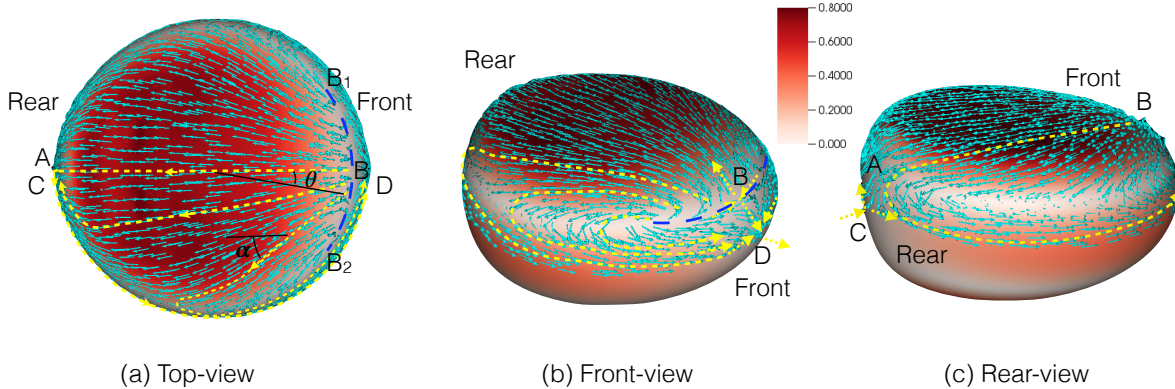 Rear
Front
A
C
B₁
B
D
θ
α
B₂
(a) Top-view
Rear
B
D
Front
(b) Front-view
0.8000
0.6000
0.4000
0.2000
0.000
Front
B
A
C
Rear
(c) Rear-view